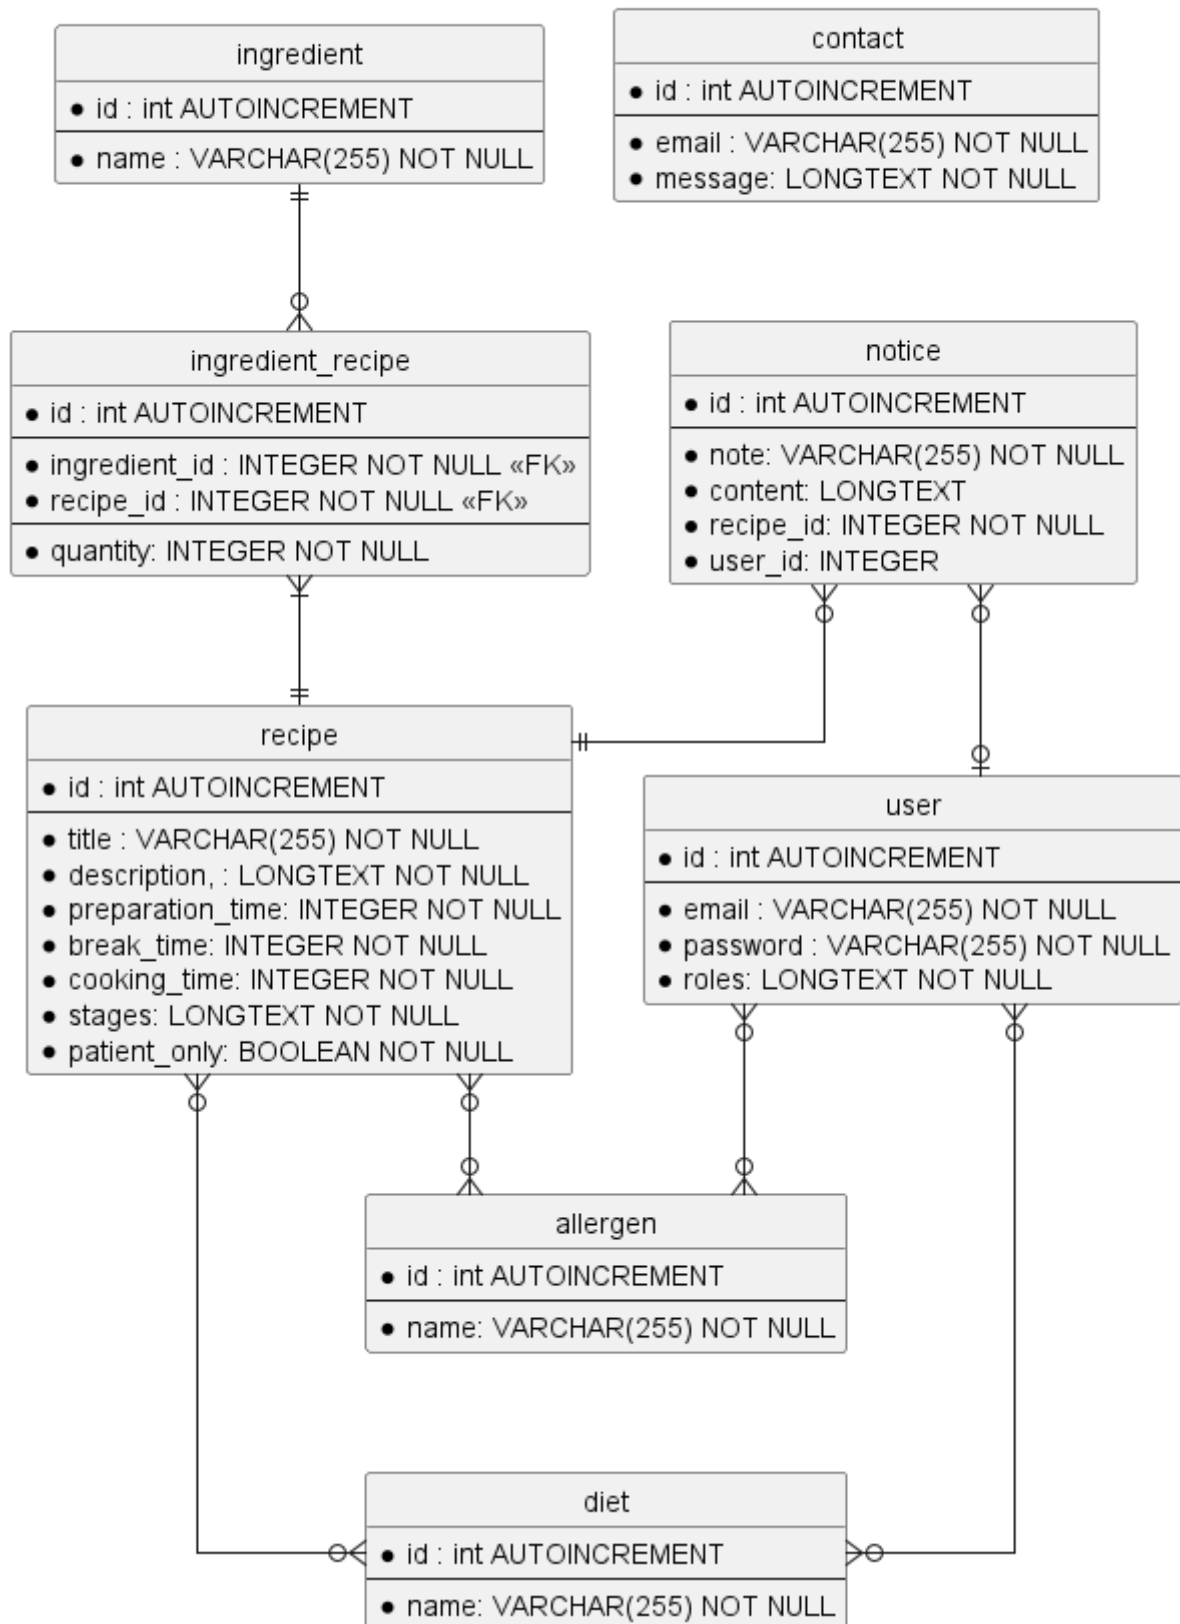 ingredient
id : int AUTOINCREMENT
name : VARCHAR(255) NOT NULL
contact
id : int AUTOINCREMENT
email : VARCHAR(255) NOT NULL
message: LONGTEXT NOT NULL
ingredient_recipe
id : int AUTOINCREMENT
ingredient_id : INTEGER NOT NULL «FK»
recipe_id : INTEGER NOT NULL «FK»
quantity: INTEGER NOT NULL
notice
id : int AUTOINCREMENT
note: VARCHAR(255) NOT NULL
content: LONGTEXT
recipe_id: INTEGER NOT NULL
user_id: INTEGER
recipe
id : int AUTOINCREMENT
title : VARCHAR(255) NOT NULL
description, : LONGTEXT NOT NULL
preparation_time: INTEGER NOT NULL
break_time: INTEGER NOT NULL
cooking_time: INTEGER NOT NULL
stages: LONGTEXT NOT NULL
patient_only: BOOLEAN NOT NULL
user
id : int AUTOINCREMENT
email : VARCHAR(255) NOT NULL
password : VARCHAR(255) NOT NULL
roles: LONGTEXT NOT NULL
allergen
id : int AUTOINCREMENT
name: VARCHAR(255) NOT NULL
diet
id : int AUTOINCREMENT
name: VARCHAR(255) NOT NULL